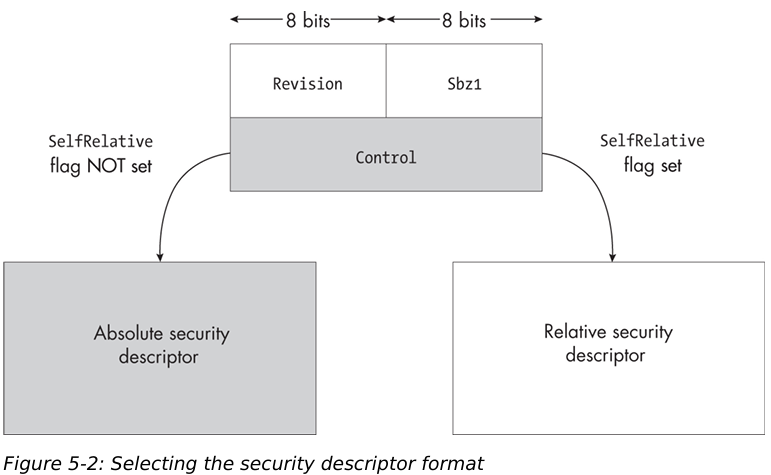 8 bits 8 bits
Revision Sbz1
SelfRelative
flag NOT set
Control
SelfRelative
flag set
Absolute security
descriptor
Relative security
descriptor
Figure 5-2: Selecting the security descriptor format